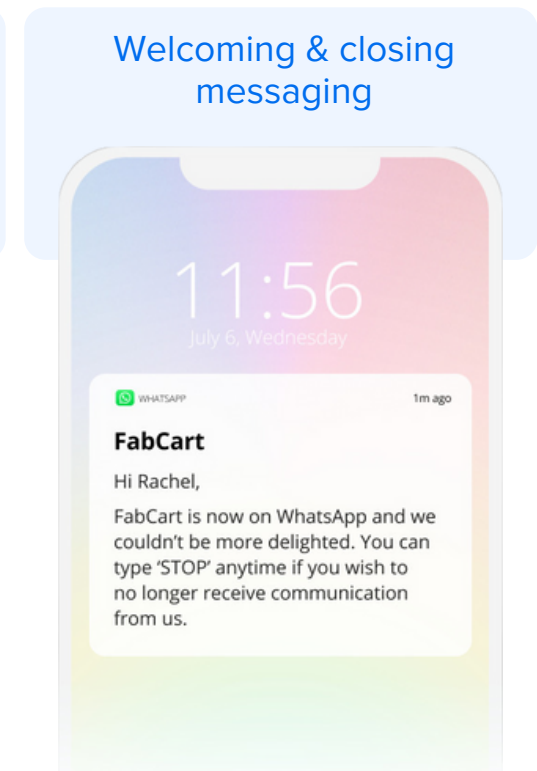 Welcoming & closing
messaging
11:56
July 6, Wednesday
WHATSAPP
1m ago
FabCart
Hi Rachel,
FabCart is now on WhatsApp and we
couldn't be more delighted. You can
type ‘STOP’ anytime if you wish to
no longer receive communication
from us.